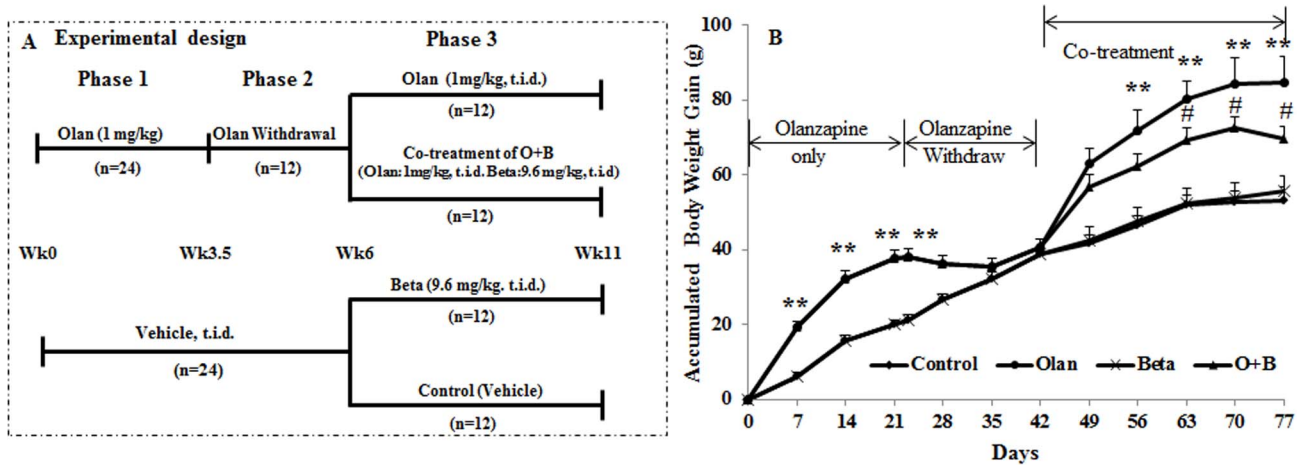 A Experimental design
Phase 1
Phase 2
Phase 3
Olan (1 mg/kg)
(n=24)
Olan Withdrawal
(n=12)
Olan (1mg/kg, t.i.d.)
(n=12)
Co-treatment of O+B
(Olan:1mg/kg, t.i.d. Beta:9.6 mg/kg, t.i.d)
(n=12)
Wk0 Wk3.5 Wk6 Wk11
Vehicle, t.i.d.
(n=24)
Beta (9.6 mg/kg. t.i.d.)
(n=12)
Control (Vehicle)
(n=12)
B
Accumulated Body Weight Gain (g)
100
80
60
40
20
0
Olanzapine
only
Olanzapine
Withdraw
Co-treatment
** ** ** ** ** ** ** **
# # #
Control Olan Beta O+B
0 7 14 21 28 35 42 49 56 63 70 77
Days